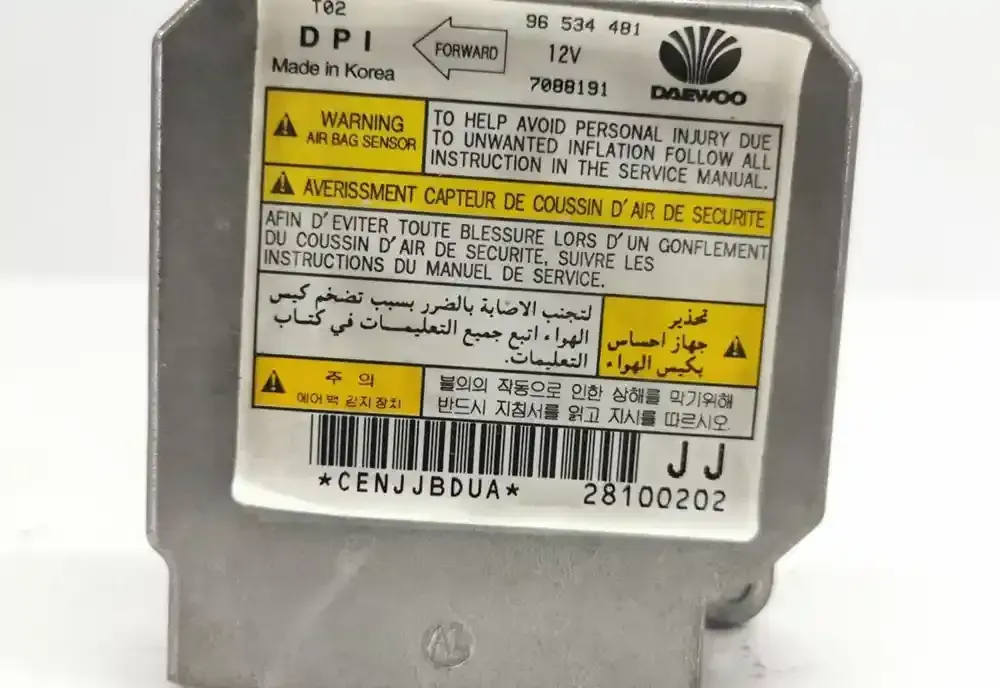 T02
96 534 481
DPI
FORWARD
12V
Made in Korea
7088191
DAEWOO
WARNING
AIR BAG SENSOR
TO HELP AVOID PERSONAL INJURY DUE
TO UNWANTED INFLATION FOLLOW ALL
INSTRUCTION IN THE SERVICE MANUAL.
AVERISSMENT CAPTEUR DE COUSSIN D'AIR DE SECURITE
AFIN D'EVITER TOUTE BLESSURE LORS D'UN GONFLEMENT
DU COUSSIN D'AIR DE SECURITE, SUIVRE LES
INSTRUCTIONS DU MANUEL DE SERVICE.
تحذير
جهاز احساس
بكيس الهواء
لتجنب الاصابة بالضرر بسبب تضخم كيس
الهواء اتبع جميع التعليمـــات في كتـاب
التعليمات.
주 의
에어백 감지장치
불의의 작동으로 인한 상해를 막기위해
반드시 지침서를 읽고 지시를 따르시오.
JJ
*CENJJBDUA*
28100202
AL